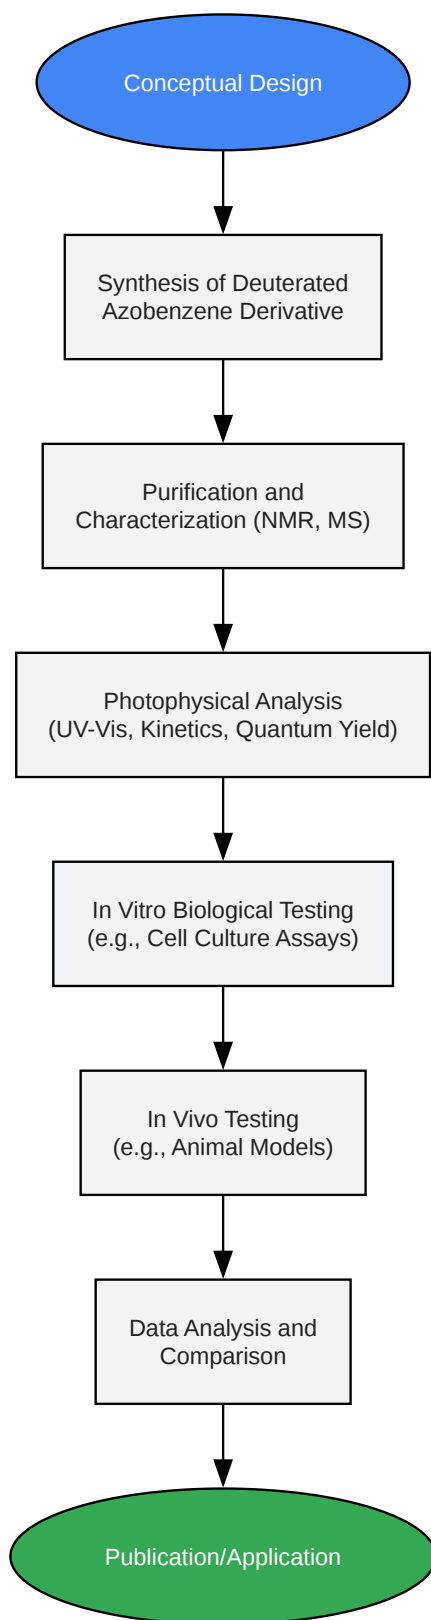 Conceptual Design
Synthesis of Deuterated
Azobenzene Derivative
Purification and
Characterization (NMR, MS)
Photophysical Analysis
(UV-Vis, Kinetics, Quantum Yield)
In Vitro Biological Testing
(e.g., Cell Culture Assays)
In Vivo Testing
(e.g., Animal Models)
Data Analysis and
Comparison
Publication/Application